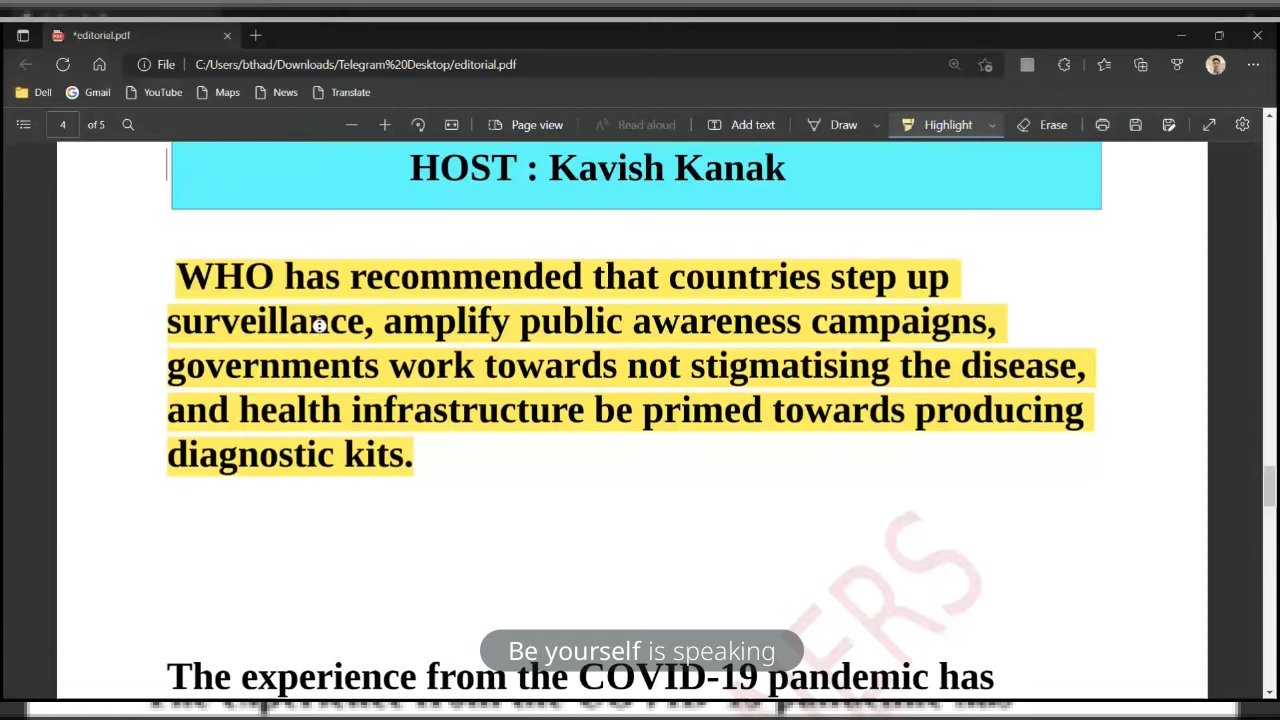 *editorial.pdf
File C:/Users/bthad/Downloads/Telegram%20Desktop/editorial.pdf
Dell Gmail YouTube Maps News Translate
4 of 5 Page view Read aloud Add text Draw Highlight Erase
HOST : Kavish Kanak
WHO has recommended that countries step up
surveillance, amplify public awareness campaigns,
governments work towards not stigmatising the disease,
and health infrastructure be primed towards producing
diagnostic kits.
Be yourself is speaking
The experience from the COVID-19 pandemic has